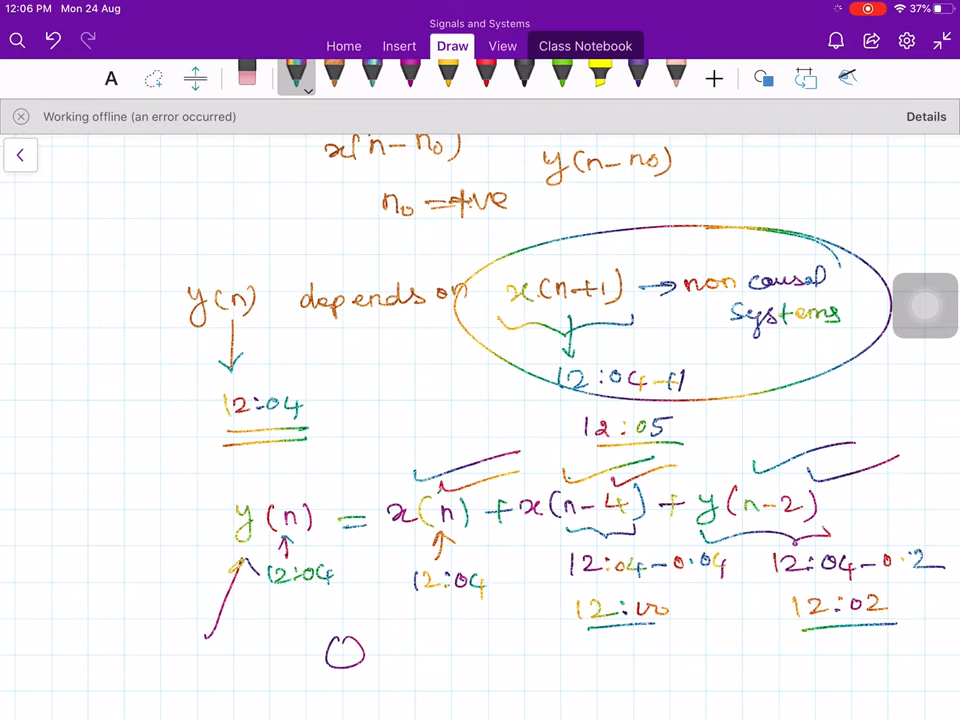 12:06 PM Mon 24 Aug
37%
Signals and Systems
Home Insert Draw View Class Notebook
A
Working offline (an error occurred) Details
x(n-n0) y(n-n0)
n0 = +ve
y(n) depends on x(n+1) → non causal
systems
12:04+1
12:04
12:05
y(n) = x(n) + x(n-4) + y(n-2)
12:04 12:04 12:04-0.04 12:04-0.2
12:00 12:02